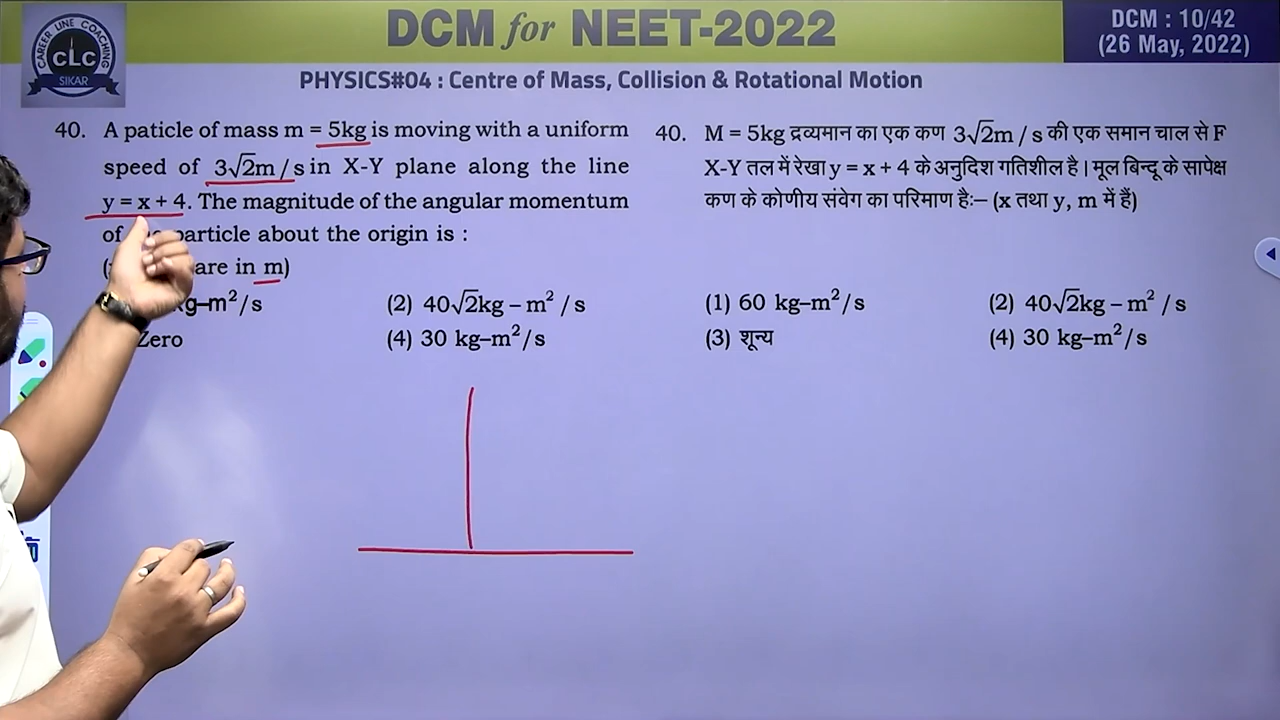 DCM for NEET-2022
DCM : 10/42
(26 May, 2022)
CAREER LINE COACHING
CLC
SIKAR
PHYSICS#04 : Centre of Mass, Collision & Rotational Motion
40. A paticle of mass m = 5kg is moving with a uniform
speed of 3√2m / s in X-Y plane along the line
y = x + 4. The magnitude of the angular momentum
of particle about the origin is :
are in m)
kg–m²/s
(2) 40√2kg – m² / s
Zero
(4) 30 kg–m²/s
40. M = 5kg द्रव्यमान का एक कण 3√2m / s की एक समान चाल से F
X-Y तल में रेखा y = x + 4 के अनुदिश गतिशील है। मूल बिन्दू के सापेक्ष
कण के कोणीय संवेग का परिमाण है:– (x तथा y, m में हैं)
(1) 60 kg–m²/s
(2) 40√2kg – m² / s
(3) शून्य
(4) 30 kg–m²/s